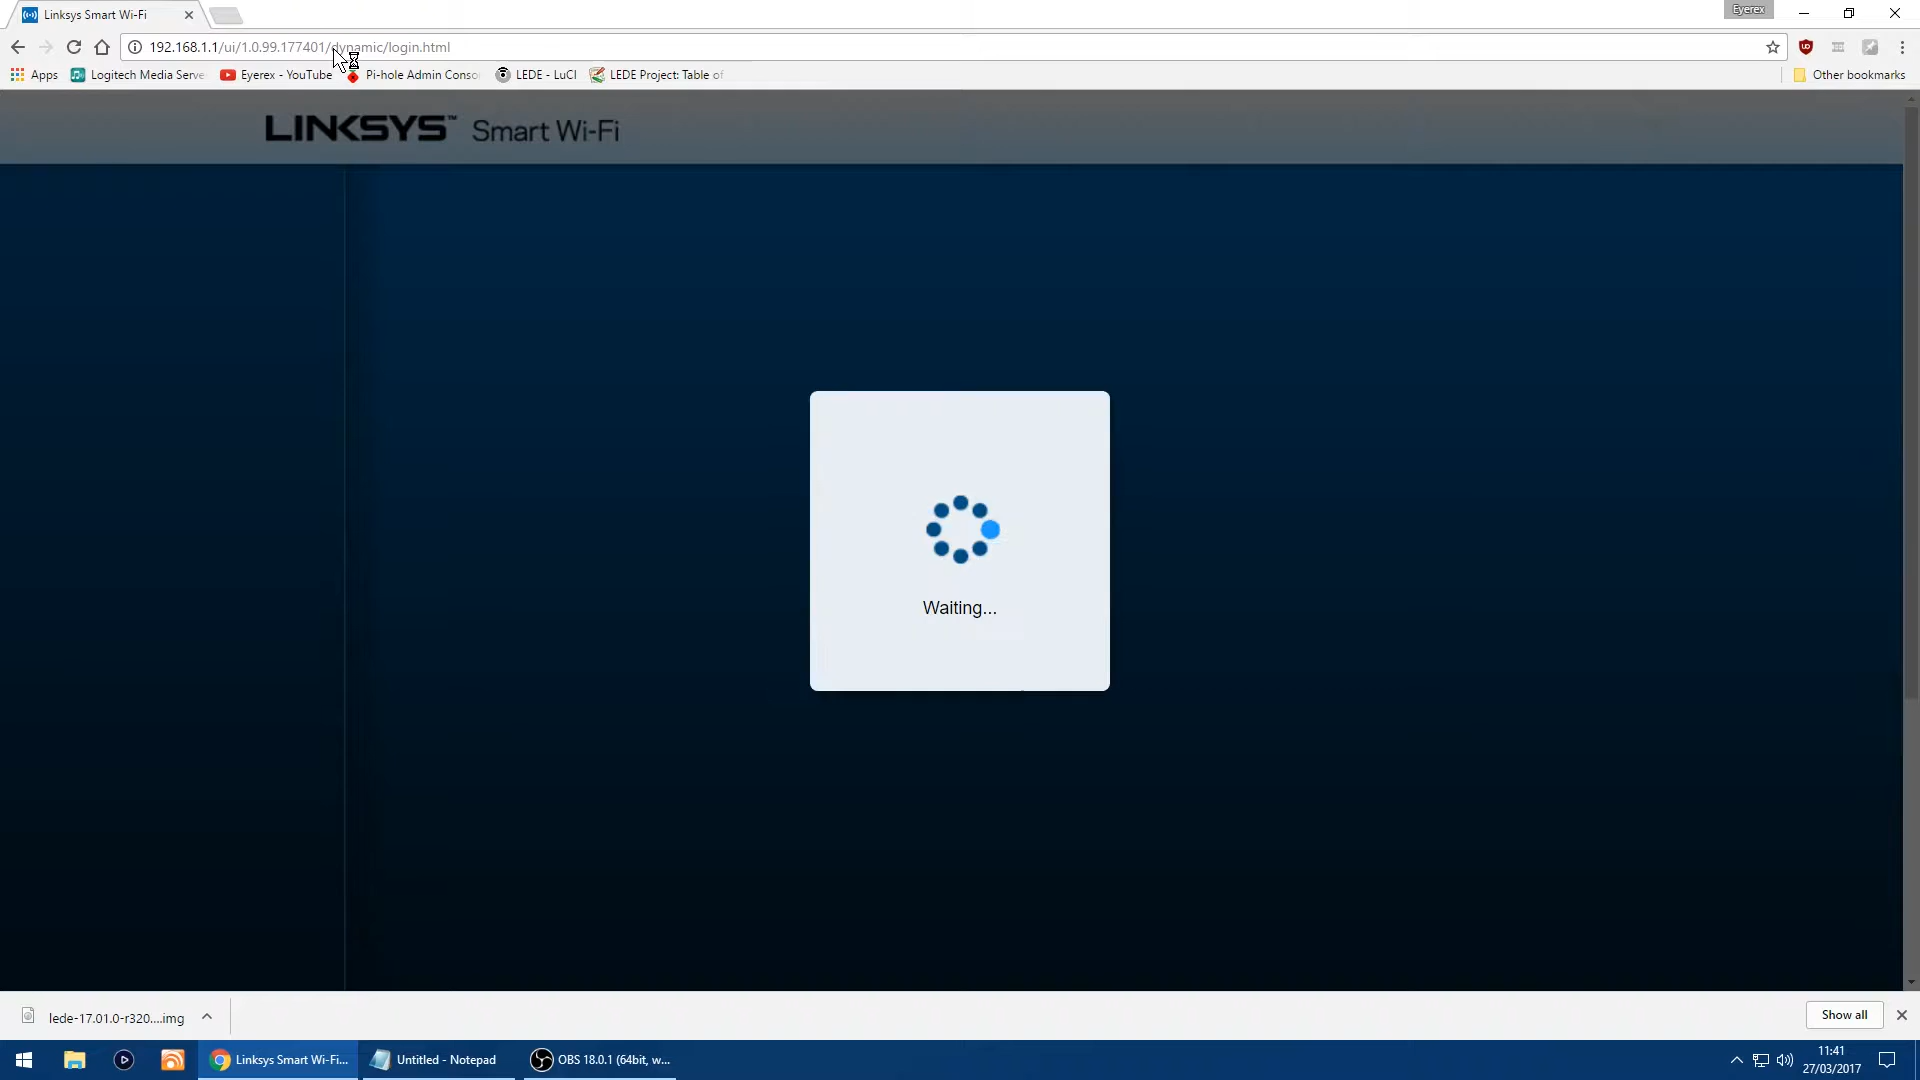 Linksys Smart Wi-Fi
Eyerex
192.168.1.1/ui/1.0.99.177401/dynamic/login.html
Apps Logitech Media Serve Eyerex - YouTube Pi-hole Admin Conso LEDE - LuCI LEDE Project: Table of Other bookmarks
LINKSYS™ Smart Wi-Fi
Waiting...
lede-17.01.0-r320....img Show all
Linksys Smart Wi-Fi... Untitled - Notepad OBS 18.0.1 (64bit, w...
11:41
27/03/2017